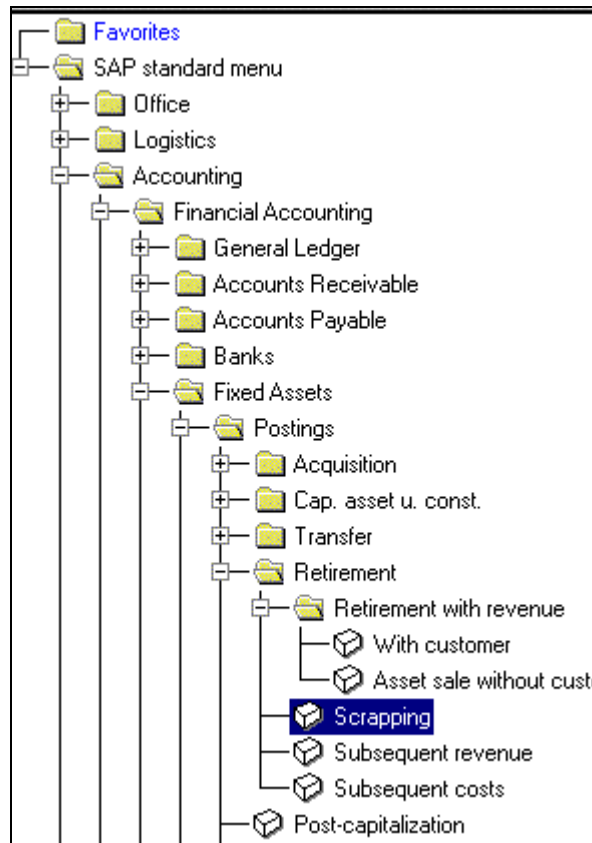 Favorites
SAP standard menu
Office
Logistics
Accounting
Financial Accounting
General Ledger
Accounts Receivable
Accounts Payable
Banks
Fixed Assets
Postings
Acquisition
Cap. asset u. const.
Transfer
Retirement
Retirement with revenue
With customer
Asset sale without
Scrapping
Subsequent revenue
Subsequent costs
Post-capitalization